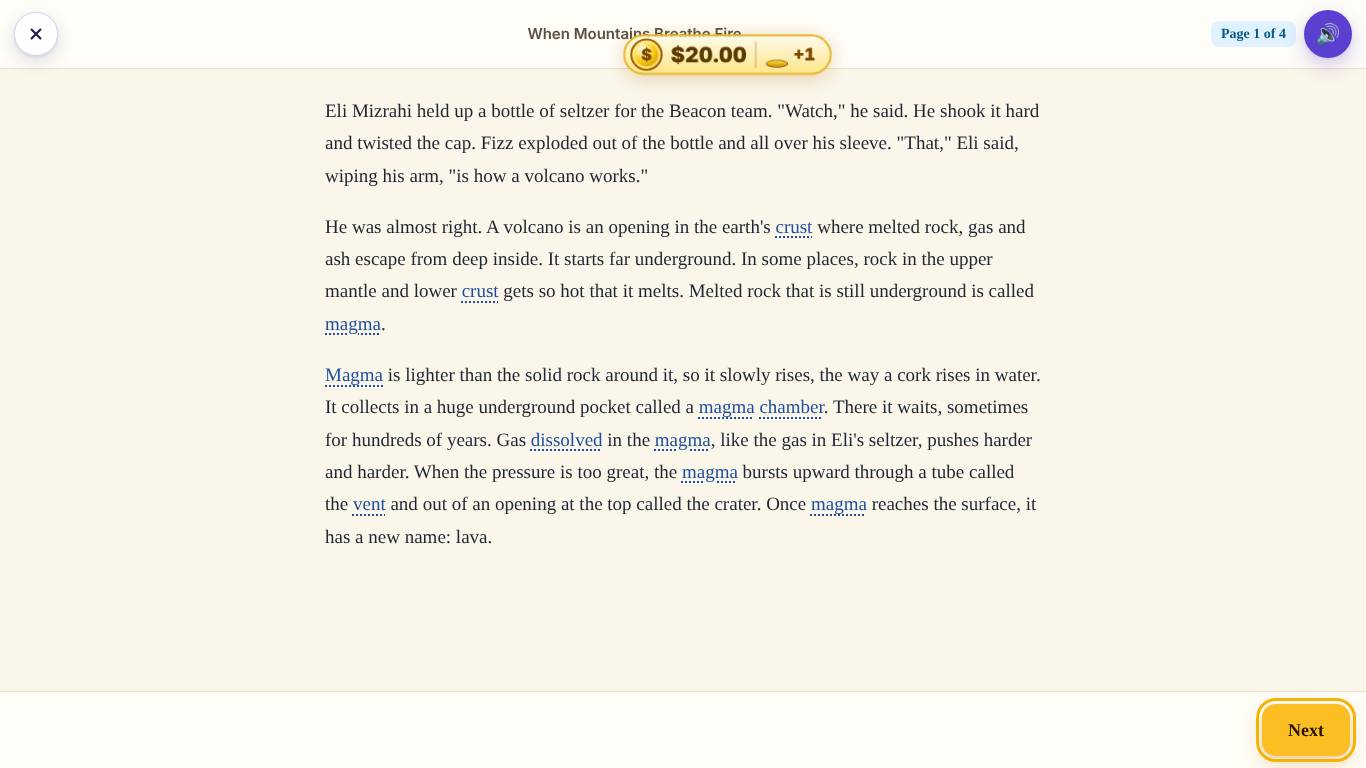 When Mountains Breathe Fire
$20.00 +1
Page 1 of 4
Eli Mizrahi held up a bottle of seltzer for the Beacon team. "Watch," he said. He shook it hard
and twisted the cap. Fizz exploded out of the bottle and all over his sleeve. "That," Eli said,
wiping his arm, "is how a volcano works."
He was almost right. A volcano is an opening in the earth's crust where melted rock, gas and
ash escape from deep inside. It starts far underground. In some places, rock in the upper
mantle and lower crust gets so hot that it melts. Melted rock that is still underground is called
magma.
Magma is lighter than the solid rock around it, so it slowly rises, the way a cork rises in water.
It collects in a huge underground pocket called a magma chamber. There it waits, sometimes
for hundreds of years. Gas dissolved in the magma, like the gas in Eli's seltzer, pushes harder
and harder. When the pressure is too great, the magma bursts upward through a tube called
the vent and out of an opening at the top called the crater. Once magma reaches the surface, it
has a new name: lava.
Next